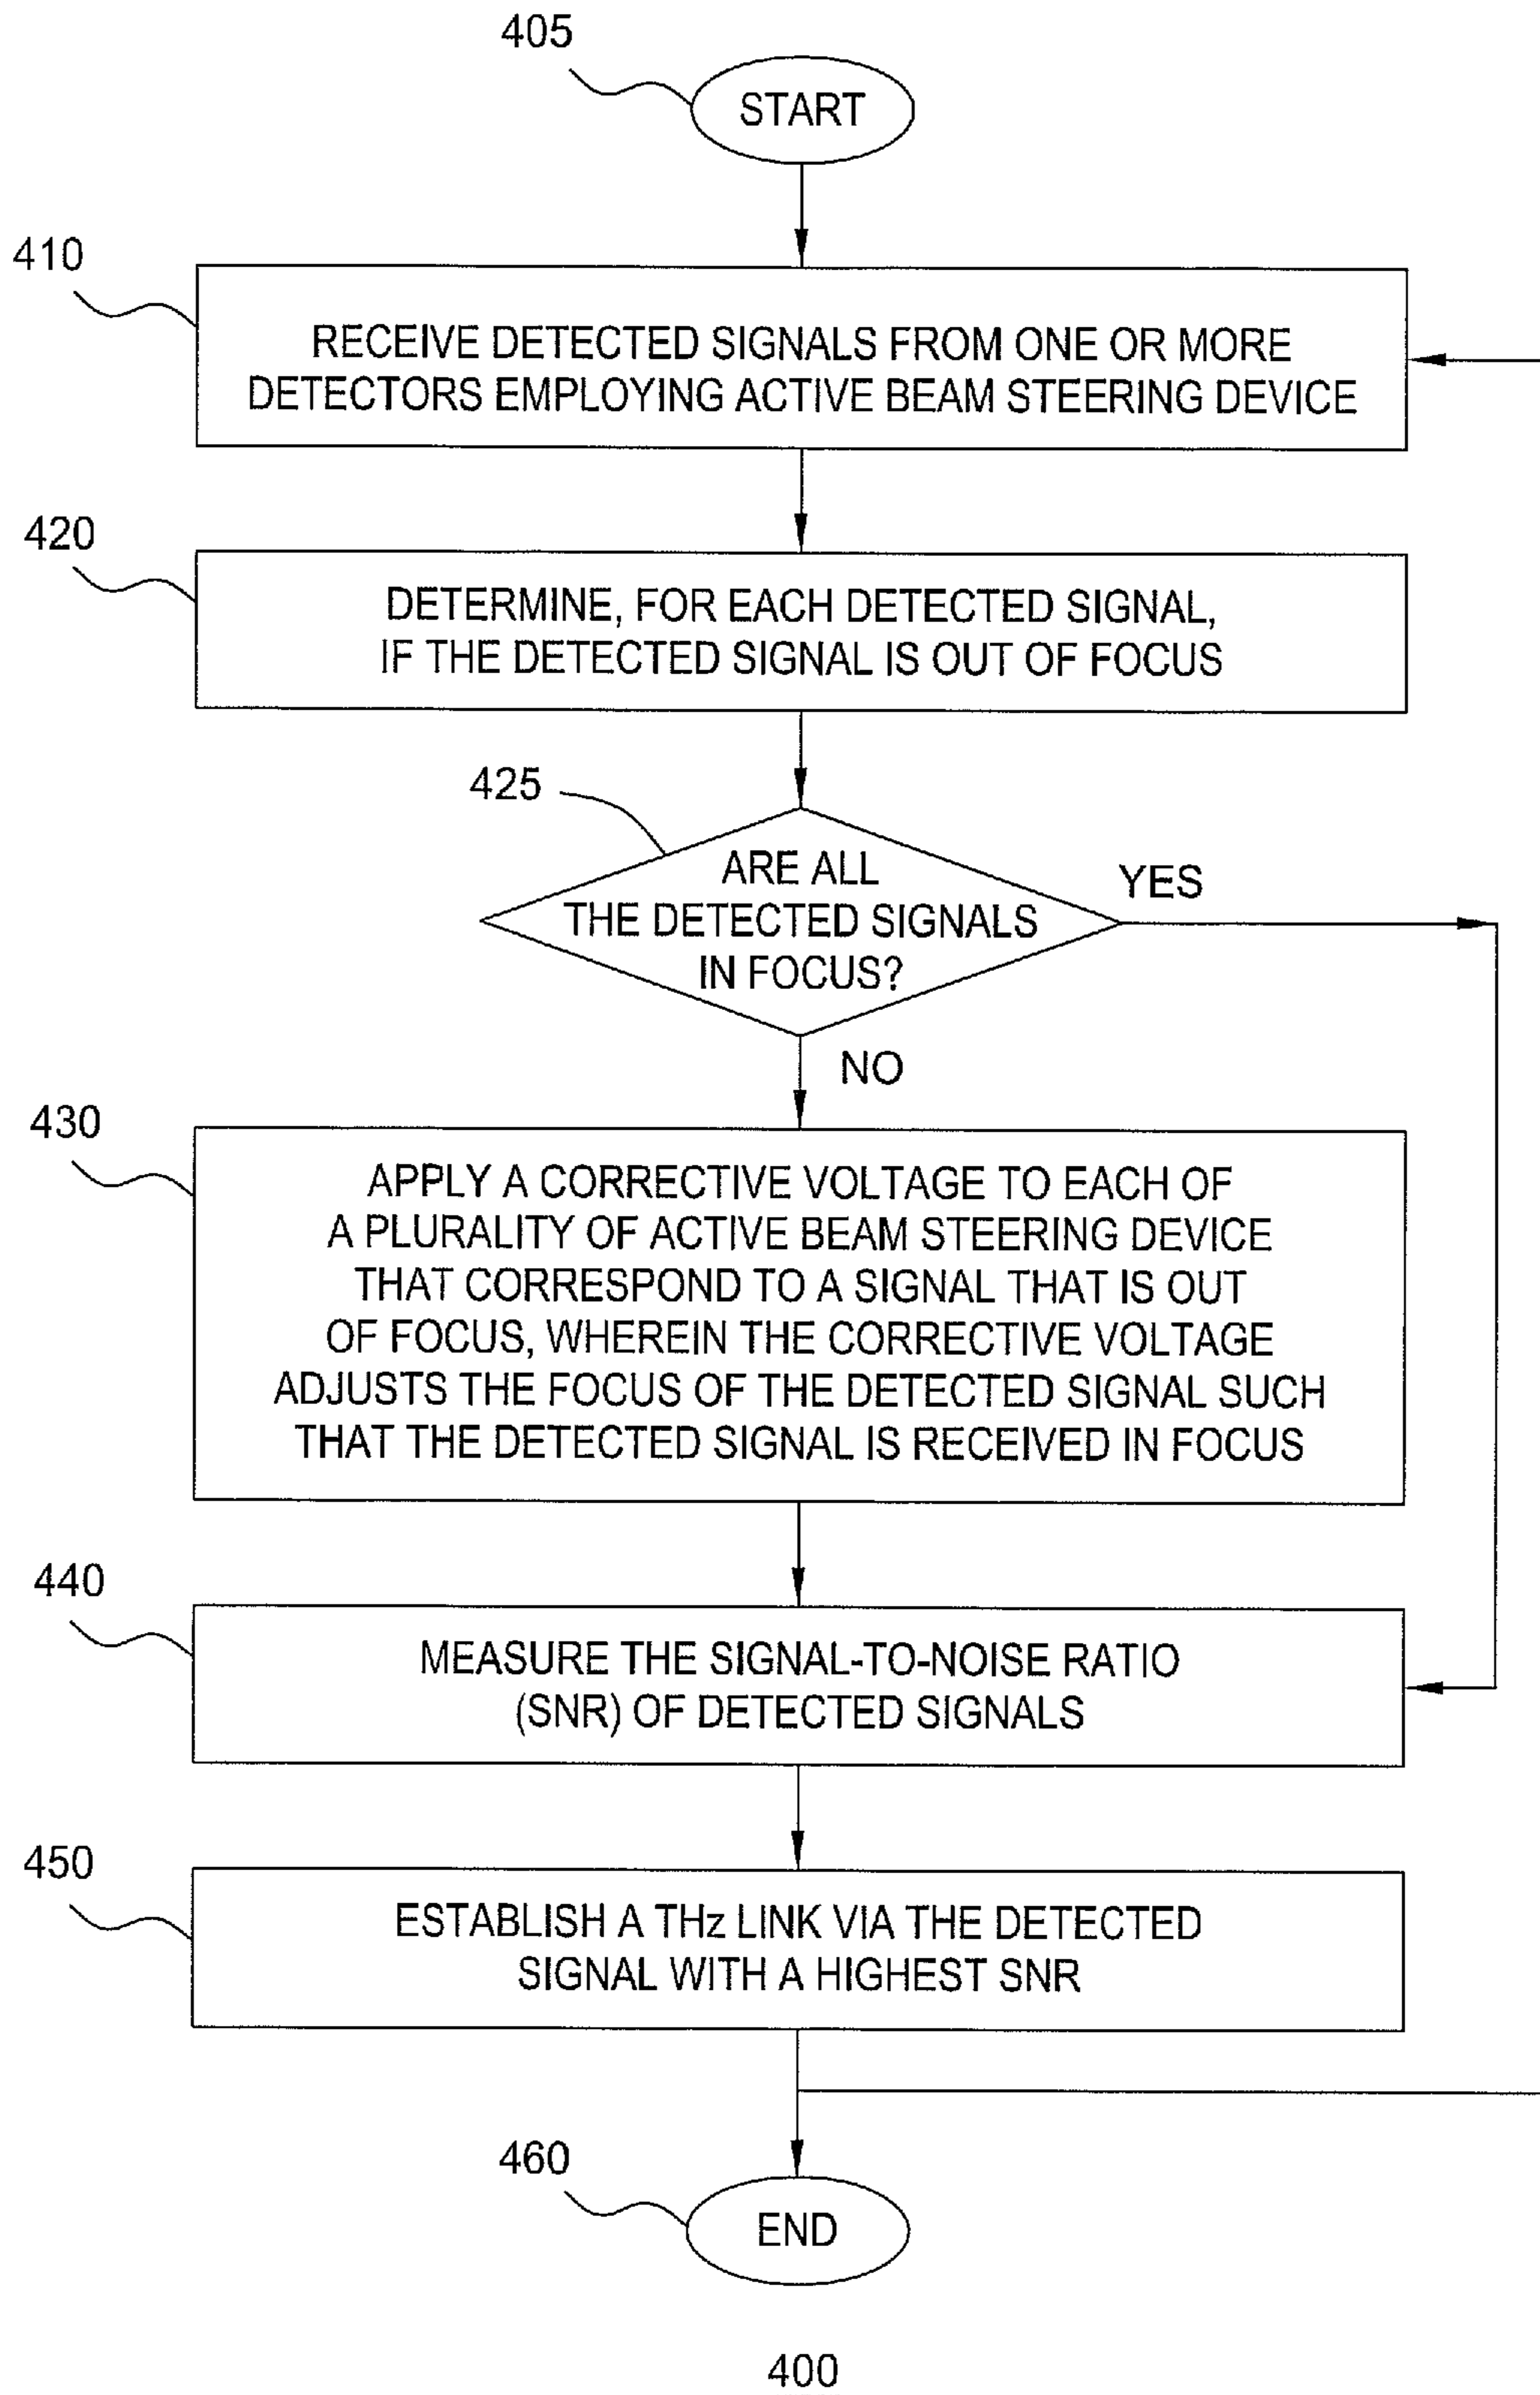 405
START
410
RECEIVE DETECTED SIGNALS FROM ONE OR MORE
DETECTORS EMPLOYING ACTIVE BEAM STEERING DEVICE
420
DETERMINE, FOR EACH DETECTED SIGNAL,
IF THE DETECTED SIGNAL IS OUT OF FOCUS
425
ARE ALL
THE DETECTED SIGNALS
IN FOCUS?
YES
NO
430
APPLY A CORRECTIVE VOLTAGE TO EACH OF
A PLURALITY OF ACTIVE BEAM STEERING DEVICE
THAT CORRESPOND TO A SIGNAL THAT IS OUT
OF FOCUS, WHEREIN THE CORRECTIVE VOLTAGE
ADJUSTS THE FOCUS OF THE DETECTED SIGNAL SUCH
THAT THE DETECTED SIGNAL IS RECEIVED IN FOCUS
440
MEASURE THE SIGNAL-TO-NOISE RATIO
(SNR) OF DETECTED SIGNALS
450
ESTABLISH A THz LINK VIA THE DETECTED
SIGNAL WITH A HIGHEST SNR
460
END
400